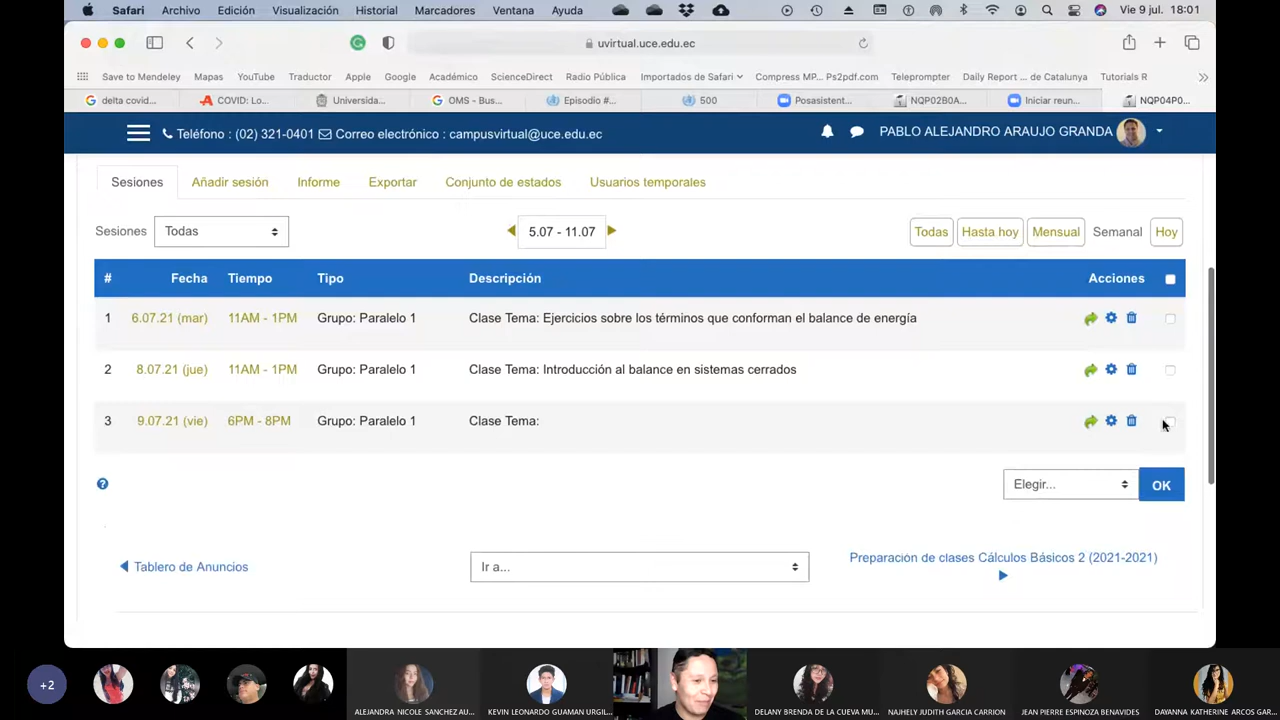 Safari Archivo Edición Visualización Historial Marcadores Ventana Ayuda Vie 9 jul. 18:01
uvirtual.uce.edu.ec
Save to Mendeley Mapas YouTube Traductor Apple Google Académico ScienceDirect Radio Pública Importados de Safari Compress MP... Ps2pdf.com Teleprompter Daily Report ... de Catalunya Tutorials R
delta covid... COVID: Lo... Universida... OMS - Bus... Episodio #... 500 Posasistent... NQP02B0A... Iniciar reun... NQP04P0...
Teléfono : (02) 321-0401 Correo electrónico : campusvirtual@uce.edu.ec PABLO ALEJANDRO ARAUJO GRANDA
Sesiones Añadir sesión Informe Exportar Conjunto de estados Usuarios temporales
Sesiones Todas 5.07 - 11.07 Todas Hasta hoy Mensual Semanal Hoy
# Fecha Tiempo Tipo Descripción Acciones
1 6.07.21 (mar) 11AM - 1PM Grupo: Paralelo 1 Clase Tema: Ejercicios sobre los términos que conforman el balance de energía
2 8.07.21 (jue) 11AM - 1PM Grupo: Paralelo 1 Clase Tema: Introducción al balance en sistemas cerrados
3 9.07.21 (vie) 6PM - 8PM Grupo: Paralelo 1 Clase Tema:
Elegir... OK
Tablero de Anuncios Ir a... Preparación de clases Cálculos Básicos 2 (2021-2021)
+2
ALEJANDRA NICOLE SANCHEZ AU... KEVIN LEONARDO GUAMAN URGIL... DELANY BRENDA DE LA CUEVA MU... NAJHELY JUDITH GARCIA CARRION JEAN PIERRE ESPINOZA BENAVIDES DAYANNA KATHERINE ARCOS GAR...